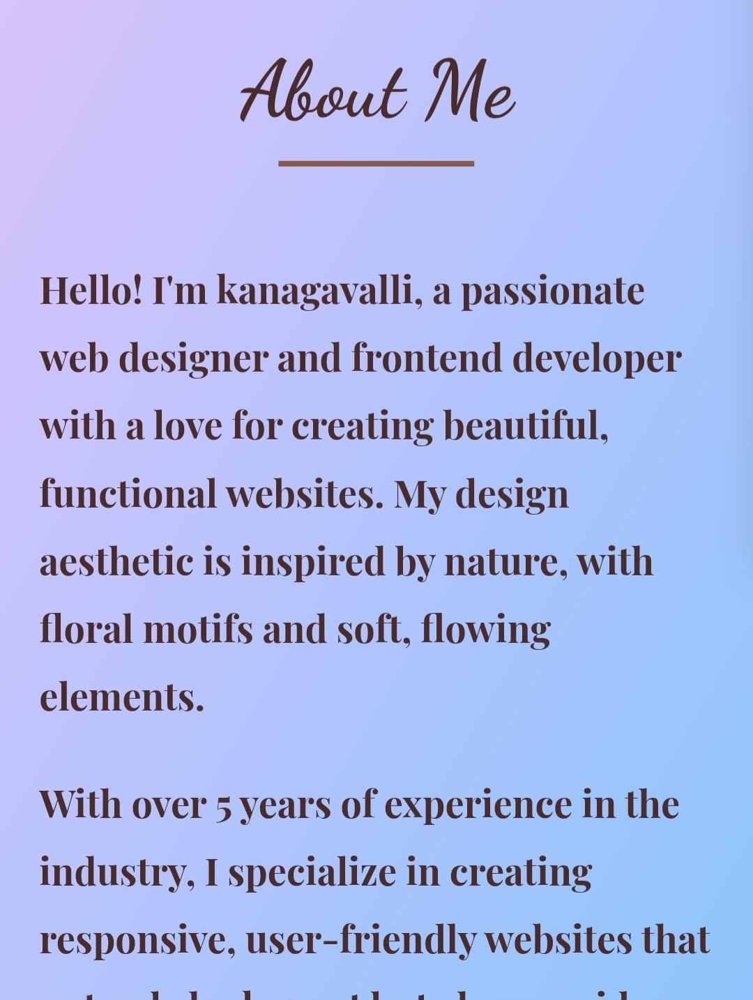 About Me
Hello! I'm kanagavalli, a passionate
web designer and frontend developer
with a love for creating beautiful,
functional websites. My design
aesthetic is inspired by nature, with
floral motifs and soft, flowing
elements.
With over 5 years of experience in the
industry, I specialize in creating
responsive, user-friendly websites that